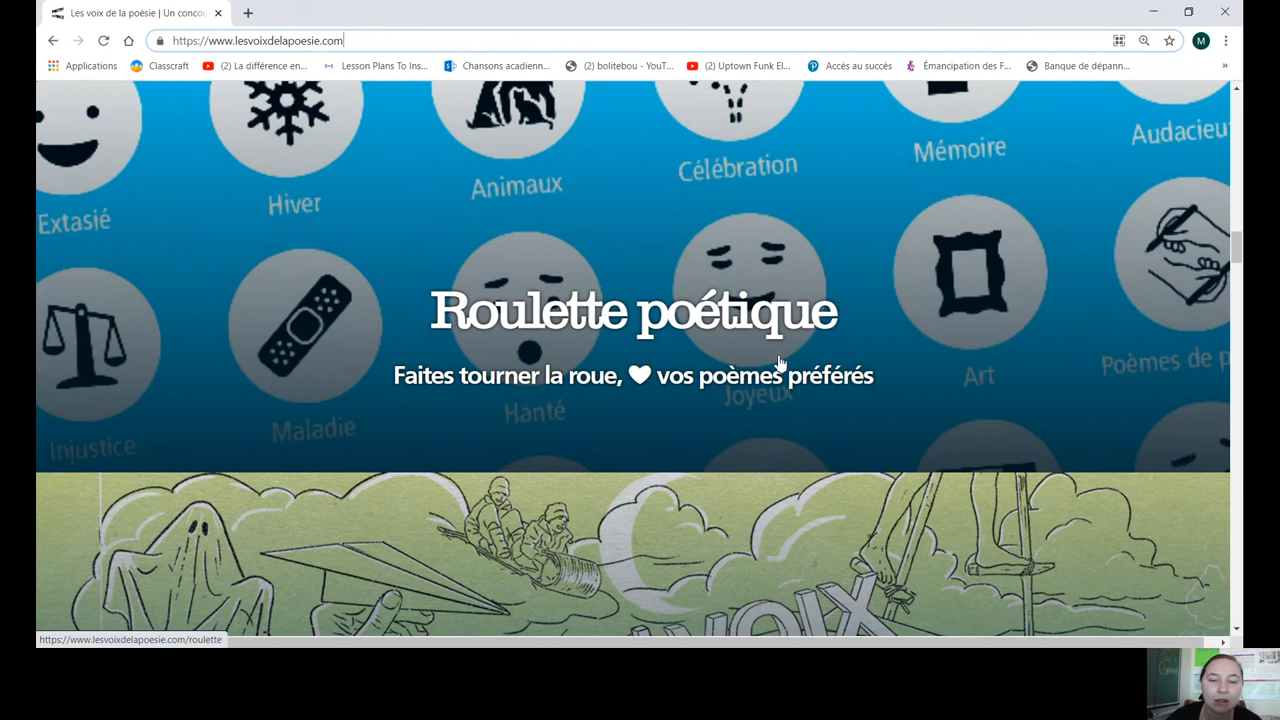 Les voix de la poésie | Un concou
https://www.lesvoixdelapoesie.com
M
Applications
Classcraft
(2) La différence en...
Lesson Plans To Ins...
Chansons acadienn...
(2) bolitebou - YouT...
(2) Uptown Funk El...
Accès au succès
Émancipation des F...
Banque de dépann...
»
Extasié
Hiver
Animaux
Célébration
Mémoire
Audacieu
Roulette poétique
Faites tourner la roue, ♥ vos poèmes préférés
Injustice
Maladie
Hanté
Joyeux
Art
Poèmes de p
VOIX
https://www.lesvoixdelapoesie.com/roulette